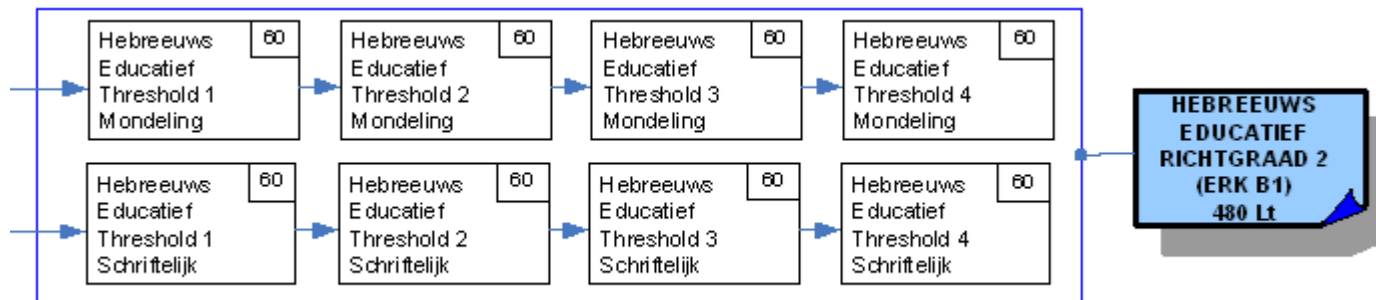 Hebreeuws 60
Educatief
Threshold 1
Mondeling
Hebreeuws 60
Educatief
Threshold 2
Mondeling
Hebreeuws 60
Educatief
Threshold 3
Mondeling
Hebreeuws 60
Educatief
Threshold 4
Mondeling
Hebreeuws 60
Educatief
Threshold 1
Schriftelijk
Hebreeuws 60
Educatief
Threshold 2
Schriftelijk
Hebreeuws 60
Educatief
Threshold 3
Schriftelijk
Hebreeuws 60
Educatief
Threshold 4
Schriftelijk
HEBREEUWS
EDUCATIEF
RICHTGRAAD 2
(ERK B1)
480 Lt